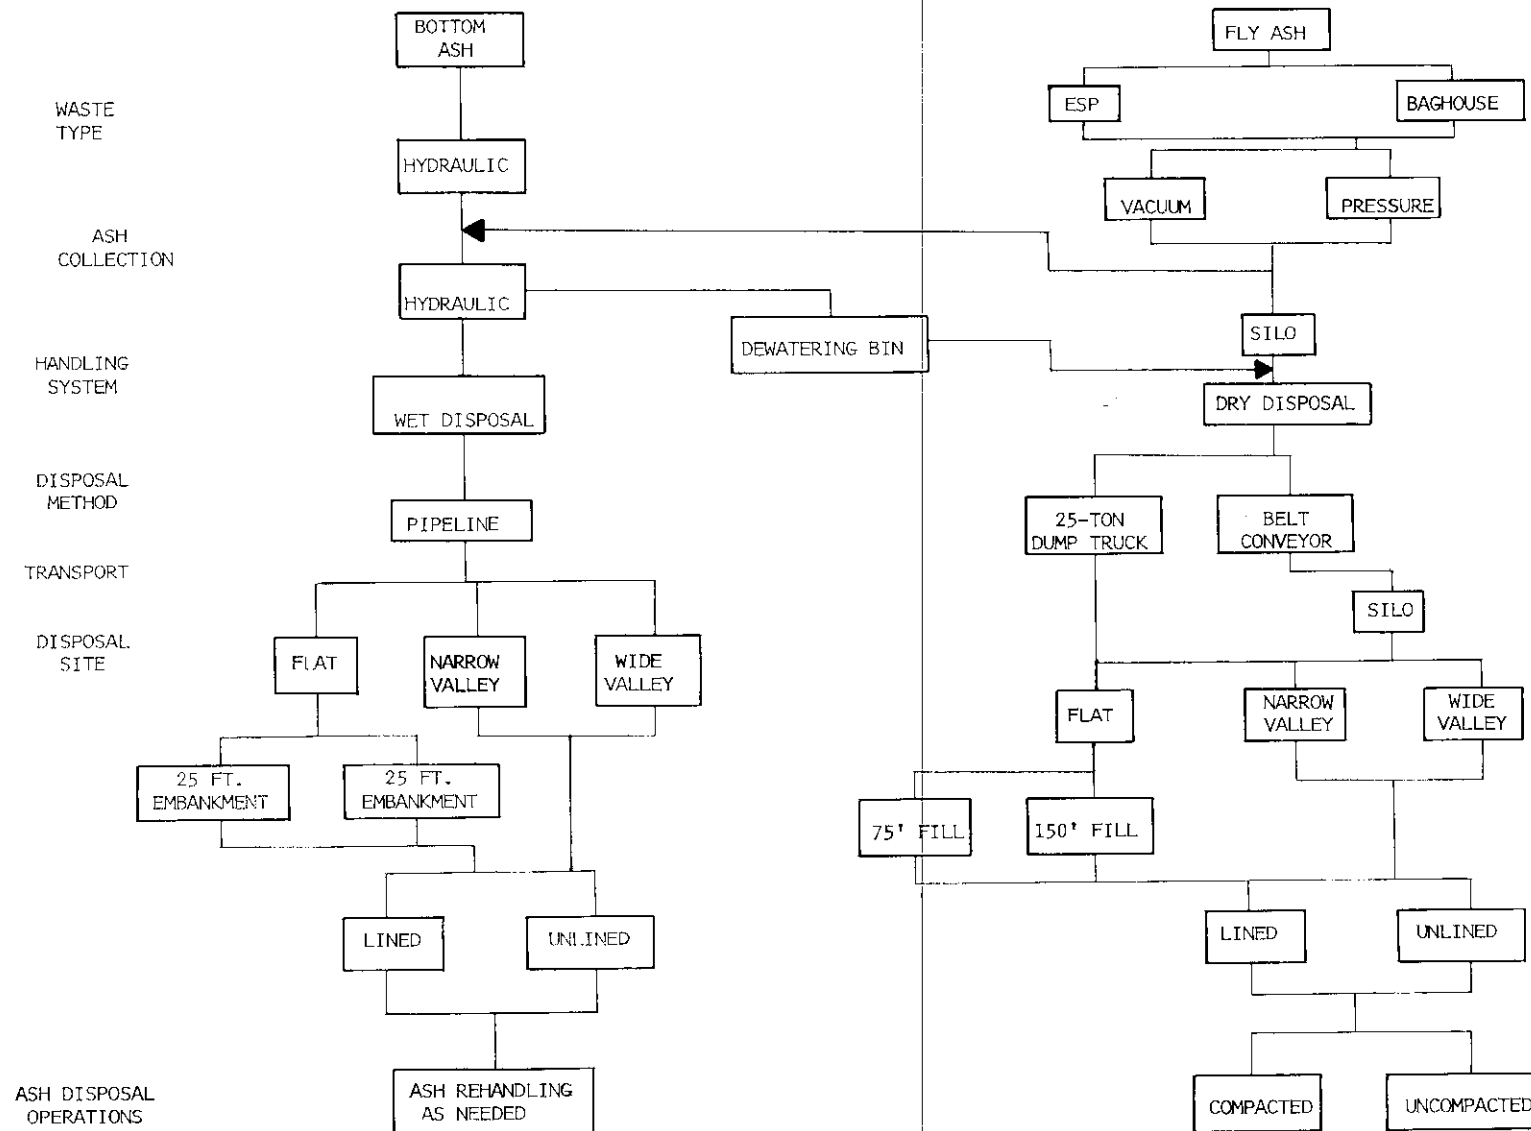 BOTTOM
ASH
FLY ASH
WASTE
TYPE
ESP
BAGHOUSE
HYDRAULIC
VACUUM
PRESSURE
ASH
COLLECTION
HYDRAULIC
DEWATERING BIN
SILO
HANDLING
SYSTEM
WET DISPOSAL
DRY DISPOSAL
DISPOSAL
METHOD
PIPELINE
25-TON
DUMP TRUCK
BELT
CONVEYOR
TRANSPORT
SILO
DISPOSAL
SITE
FLAT
NARROW
VALLEY
WIDE
VALLEY
FLAT
NARROW
VALLEY
WIDE
VALLEY
25 FT.
EMBANKMENT
25 FT.
EMBANKMENT
75' FILL
150' FILL
LINED
UNLINED
LINED
UNLINED
ASH DISPOSAL
OPERATIONS
ASH REHANDLING
AS NEEDED
COMPACTED
UNCOMPACTED